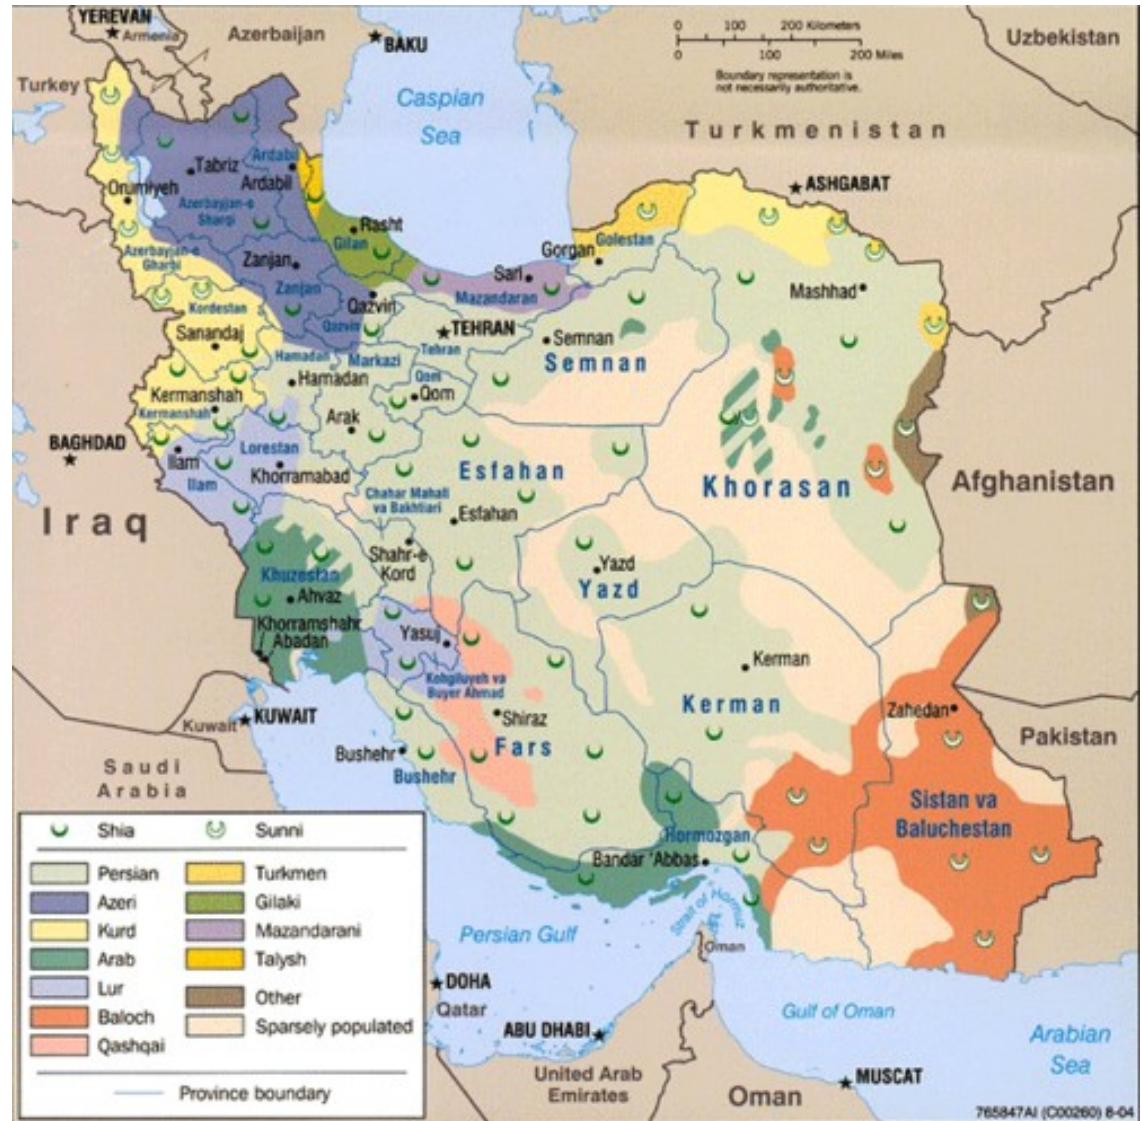 YEREVAN
Armenia
Azerbaijan
BAKU
0 100 200 Kilometers
0 100 200 Miles
Boundary representation is
not necessarily authoritative.
Uzbekistan
Turkey
Caspian
Sea
Turkmenistan
Tabriz
Ardabil
Ardabil
ASHGABAT
Orumiyeh
Azerbayjan-e
Sharqi
Rasht
Gilan
Golestan
Gorgan
Azerbayjan-e
Gharbi
Zanjan
Zanjan
Sari
Mazandaran
Mashhad
Kordestan
Qazvin
Qazvin
TEHRAN
Tehran
Sanandaj
Semnan
Semnan
Hamadan
Markazi
Hamadan
Qom
Qom
Kermanshah
Kermanshah
Arak
BAGHDAD
Ilam
Ilam
Lorestan
Khorramabad
Esfahan
Khorasan
Afghanistan
Chahar Mahall
va Bakhtiari
Esfahan
Iraq
Shahr-e
Kord
Yazd
Yazd
Khuzestan
Ahvaz
Khorramshahr
Abadan
Yasuj
Kohgiluyeh va
Buyer Ahmad
Kerman
Kerman
Kuwait
KUWAIT
Shiraz
Fars
Zahedan
Pakistan
Bushehr
Bushehr
Saudi
Arabia
Sistan va
Baluchestan
Hormozgan
Bandar 'Abbas
Strait of Hormuz
Oman
Persian Gulf
DOHA
Qatar
ABU DHABI
Gulf of Oman
Arabian
Sea
United Arab
Emirates
Oman
MUSCAT
Shia
Sunni
Persian
Turkmen
Azeri
Gilaki
Kurd
Mazandarani
Arab
Talysh
Lur
Other
Baloch
Sparsely populated
Qashqai
Province boundary
765847AI (C00260) 8-04